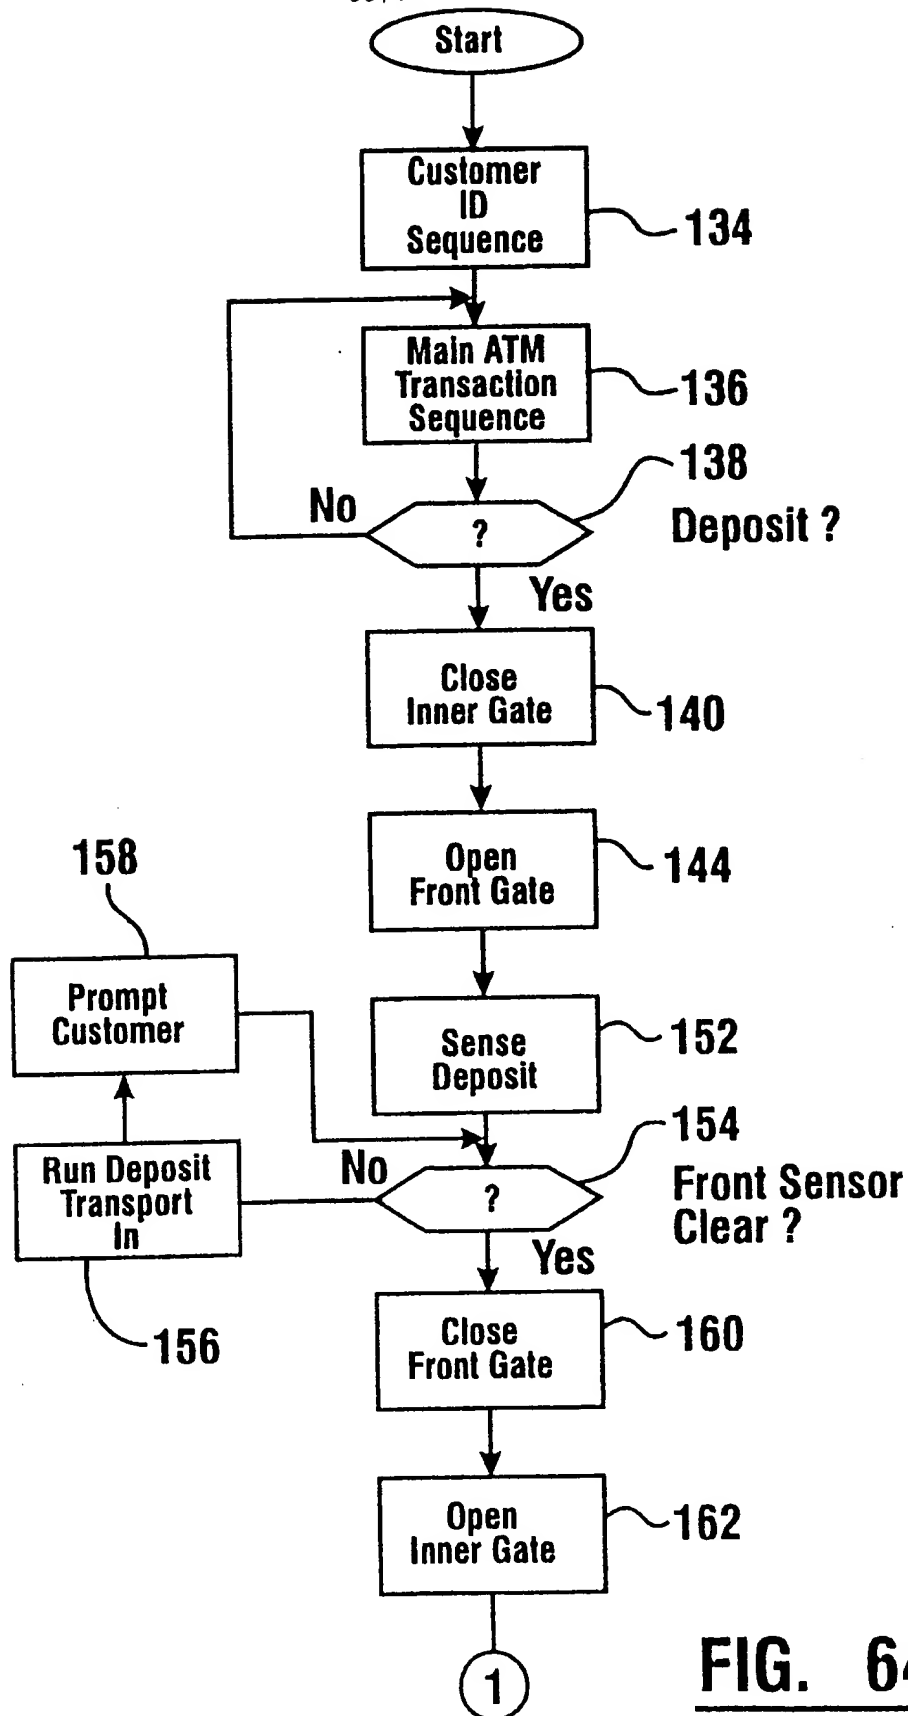 Start
Customer
ID
Sequence
134
Main ATM
Transaction
Sequence
136
138
No
?
Deposit ?
Yes
Close
Inner Gate
140
Open
Front Gate
144
158
Prompt
Customer
Sense
Deposit
152
154
Run Deposit
Transport
In
No
?
Front Sensor
Clear ?
Yes
156
Close
Front Gate
160
Open
Inner Gate
162
1
FIG.